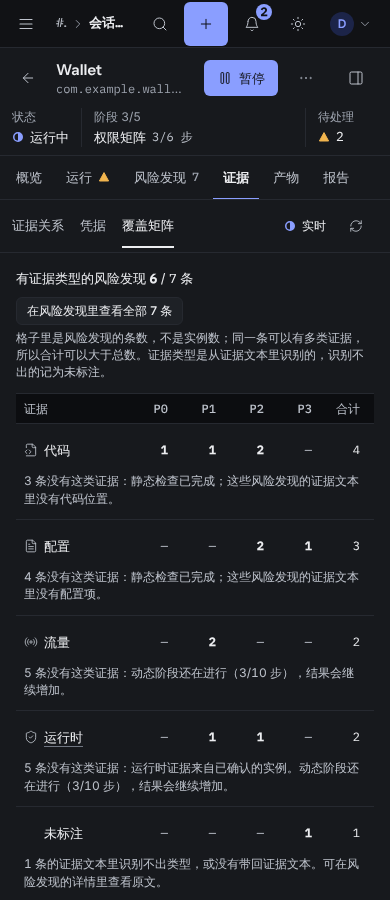 #. > 会话…
2
D
Wallet
com.example.wall…
暂停
状态
运行中
阶段 3/5
权限矩阵 3/6 步
待处理
2
概览 运行 风险发现 7 证据 产物 报告
证据关系 凭据 覆盖矩阵 实时
有证据类型的风险发现 6 / 7 条
在风险发现里查看全部 7 条
格子里是风险发现的条数，不是实例数；同一条可以有多类证据，
所以合计可以大于总数。证据类型是从证据文本里识别的，识别不
出的记为未标注。
证据 P0 P1 P2 P3 合计
代码 1 1 2 — 4
3 条没有这类证据：静态检查已完成；这些风险发现的证据文本
里没有代码位置。
配置 — — 2 1 3
4 条没有这类证据：静态检查已完成；这些风险发现的证据文本
里没有配置项。
流量 — 2 — — 2
5 条没有这类证据：动态阶段还在进行（3/10 步），结果会继
续增加。
运行时 — 1 1 — 2
5 条没有这类证据：运行时证据来自已确认的实例。动态阶段还
在进行（3/10 步），结果会继续增加。
未标注 — — — 1 1
1 条的证据文本里识别不出类型，或没有带回证据文本。可在风
险发现的详情里查看原文。